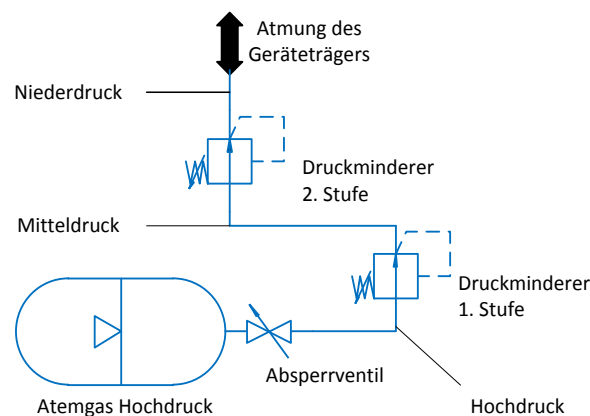 Atmung des
Geräteträgers
Niederdruck
Druckminderer
2. Stufe
Mitteldruck
Druckminderer
1. Stufe
Absperrventil
Atemgas Hochdruck
Hochdruck